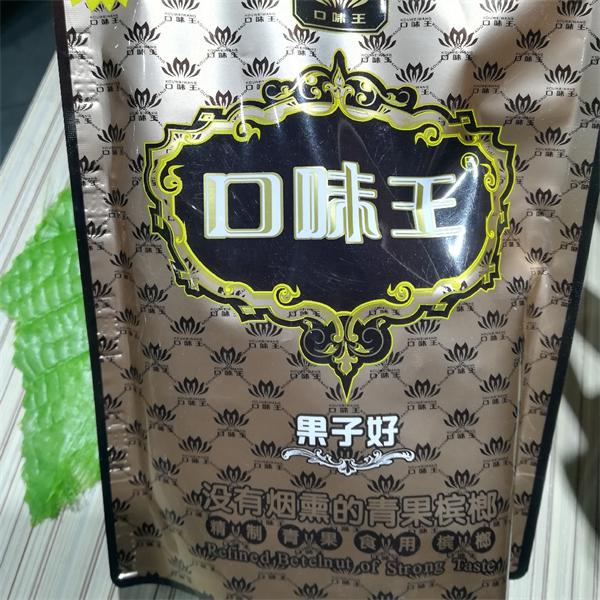 口味王
口味王
果子好
没有烟熏的青果槟榔
精制青果食用槟榔
Refined Betelnut of Strong Taste